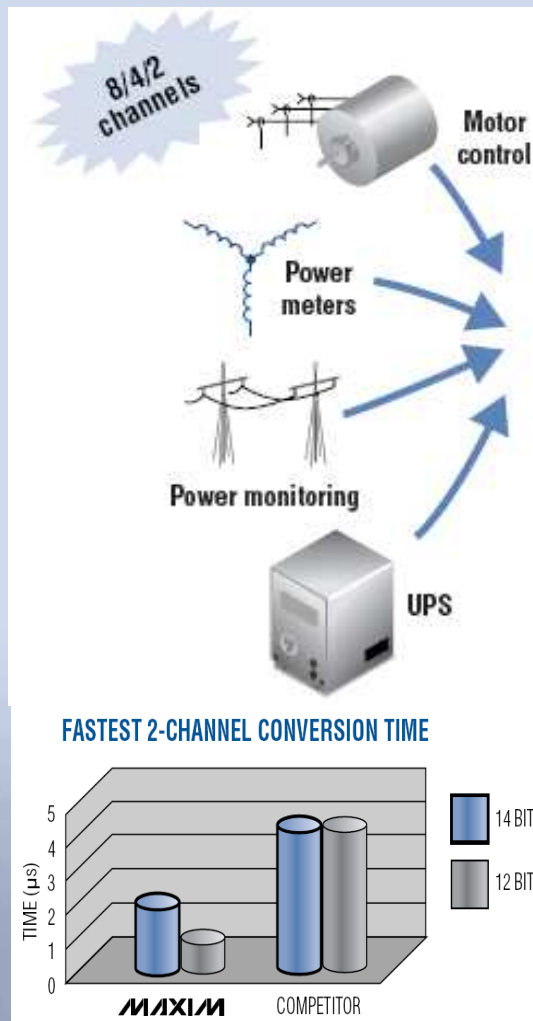 8/4/2
channels
Motor
control
Power
meters
Power monitoring
UPS
FASTEST 2-CHANNEL CONVERSION TIME
TIME (µs)
5
4
3
2
1
0
14 BIT
12 BIT
MAXIM
COMPETITOR